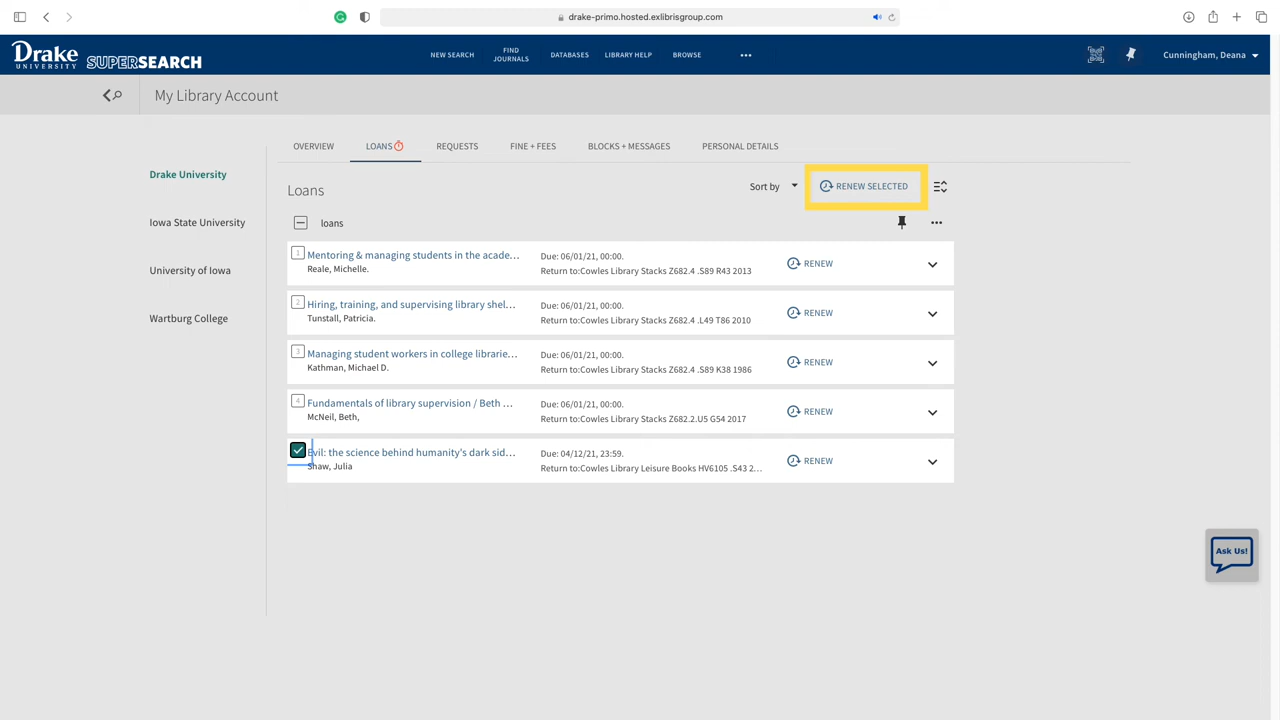 drake-primo.hosted.exlibrisgroup.com
Drake UNIVERSITY SUPERSEARCH
NEW SEARCH
FIND JOURNALS
DATABASES
LIBRARY HELP
BROWSE
Cunningham, Deana
My Library Account
OVERVIEW
LOANS
REQUESTS
FINE + FEES
BLOCKS + MESSAGES
PERSONAL DETAILS
Drake University
Iowa State University
University of Iowa
Wartburg College
Loans
Sort by
RENEW SELECTED
loans
1
Mentoring & managing students in the acade...
Reale, Michelle.
Due: 06/01/21, 00:00.
Return to:Cowles Library Stacks Z682.4 .S89 R43 2013
RENEW
2
Hiring, training, and supervising library shel...
Tunstall, Patricia.
Due: 06/01/21, 00:00.
Return to:Cowles Library Stacks Z682.4 .L49 T86 2010
RENEW
3
Managing student workers in college librarie...
Kathman, Michael D.
Due: 06/01/21, 00:00.
Return to:Cowles Library Stacks Z682.4 .S89 K38 1986
RENEW
4
Fundamentals of library supervision / Beth ...
McNeil, Beth,
Due: 06/01/21, 00:00.
Return to:Cowles Library Stacks Z682.2.U5 G54 2017
RENEW
Evil: the science behind humanity's dark sid...
Shaw, Julia
Due: 04/12/21, 23:59.
Return to:Cowles Library Leisure Books HV6105 .S43 2...
RENEW
Ask Us!